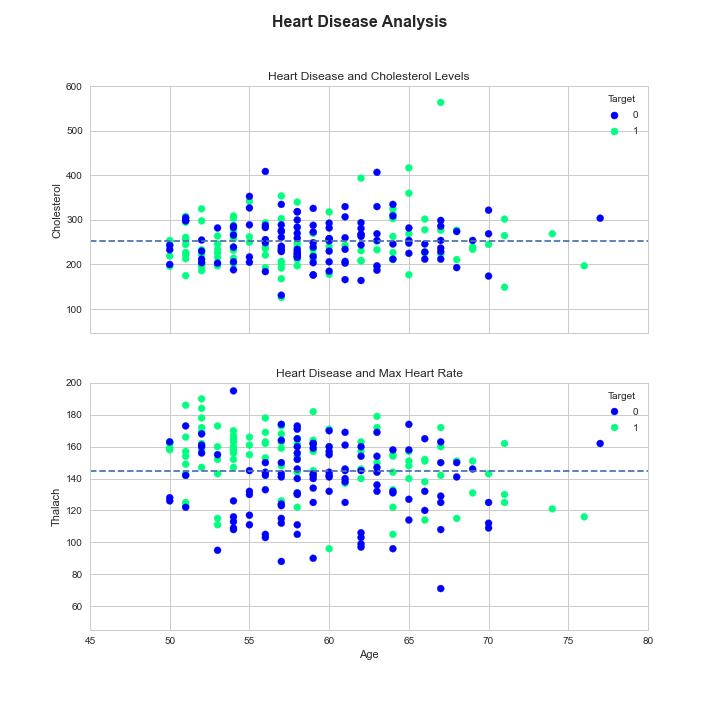 Heart Disease Analysis
Heart Disease and Cholesterol Levels
Cholesterol
600
500
400
300
200
100
Target
0
1
Heart Disease and Max Heart Rate
Thalach
200
180
160
140
120
100
80
60
Target
0
1
45 50 55 60 65 70 75 80
Age